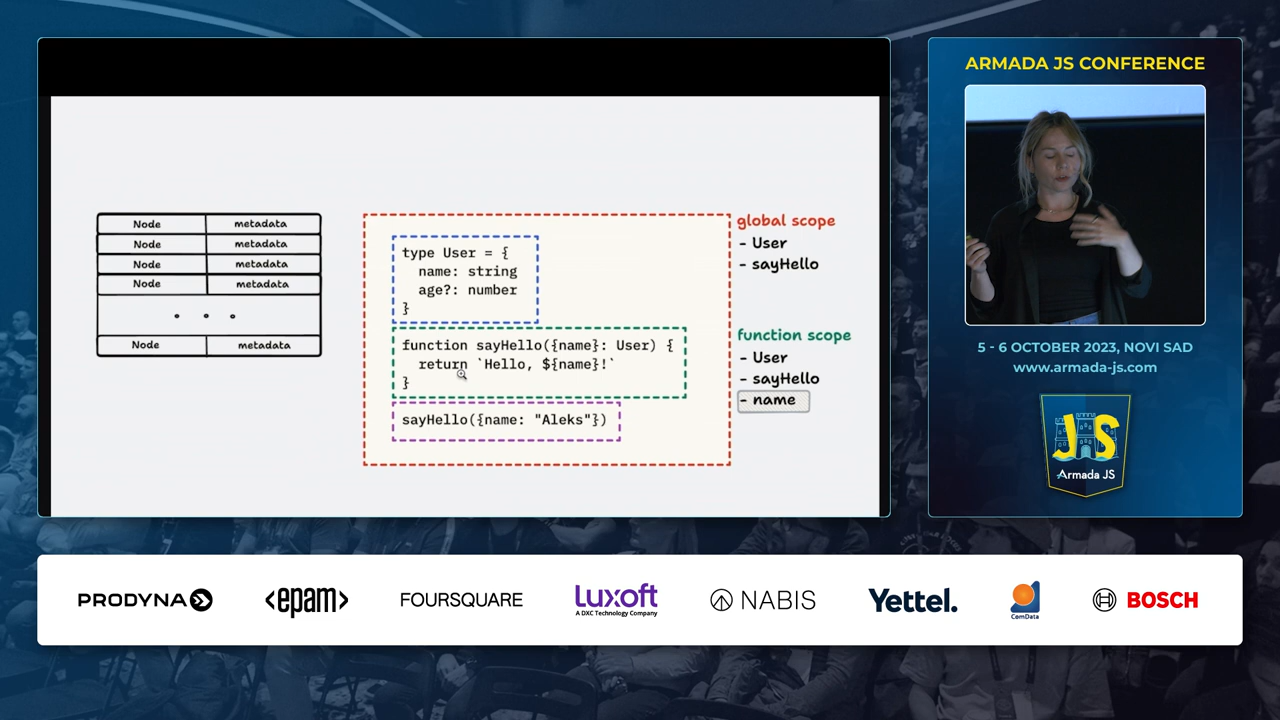 ARMADA JS CONFERENCE
Node metadata
Node metadata
Node metadata
Node metadata
Node metadata
type User = {
name: string
age?: number
}
function sayHello({name}: User) {
return `Hello, ${name}!`
}
sayHello({name: "Aleks"})
global scope
- User
- sayHello
function scope
- User
- sayHello
- name
5 - 6 OCTOBER 2023, NOVI SAD
www.armada-js.com
JS
Armada JS
PRODYNA
<epam>
FOURSQUARE
Luxoft
A DXC Technology Company
NABIS
Yettel.
ComData
BOSCH